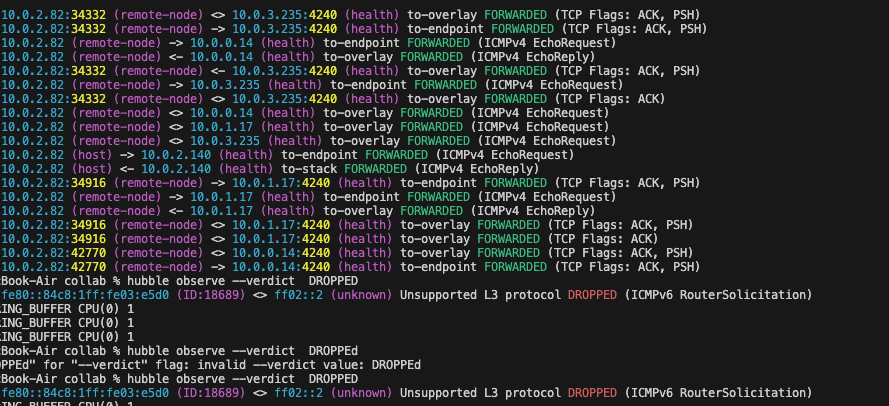 10.0.2.82:34332 (remote-node) <> 10.0.3.235:4240 (health) to-overlay FORWARDED (TCP Flags: ACK, PSH)
10.0.2.82:34332 (remote-node) -> 10.0.3.235:4240 (health) to-endpoint FORWARDED (TCP Flags: ACK, PSH)
10.0.2.82 (remote-node) -> 10.0.0.14 (health) to-endpoint FORWARDED (ICMPv4 EchoRequest)
10.0.2.82 (remote-node) <- 10.0.0.14 (health) to-overlay FORWARDED (ICMPv4 EchoReply)
10.0.2.82:34332 (remote-node) <- 10.0.3.235:4240 (health) to-overlay FORWARDED (TCP Flags: ACK, PSH)
10.0.2.82 (remote-node) -> 10.0.3.235 (health) to-endpoint FORWARDED (ICMPv4 EchoRequest)
10.0.2.82:34332 (remote-node) <> 10.0.3.235:4240 (health) to-overlay FORWARDED (TCP Flags: ACK)
10.0.2.82 (remote-node) <> 10.0.0.14 (health) to-overlay FORWARDED (ICMPv4 EchoRequest)
10.0.2.82 (remote-node) <> 10.0.1.17 (health) to-overlay FORWARDED (ICMPv4 EchoRequest)
10.0.2.82 (remote-node) <> 10.0.3.235 (health) to-overlay FORWARDED (ICMPv4 EchoRequest)
10.0.2.82 (host) -> 10.0.2.140 (health) to-endpoint FORWARDED (ICMPv4 EchoRequest)
10.0.2.82 (host) <- 10.0.2.140 (health) to-stack FORWARDED (ICMPv4 EchoReply)
10.0.2.82:34916 (remote-node) -> 10.0.1.17:4240 (health) to-endpoint FORWARDED (TCP Flags: ACK, PSH)
10.0.2.82 (remote-node) -> 10.0.1.17 (health) to-endpoint FORWARDED (ICMPv4 EchoRequest)
10.0.2.82 (remote-node) <- 10.0.1.17 (health) to-overlay FORWARDED (ICMPv4 EchoReply)
10.0.2.82:34916 (remote-node) <> 10.0.1.17:4240 (health) to-overlay FORWARDED (TCP Flags: ACK, PSH)
10.0.2.82:34916 (remote-node) <> 10.0.1.17:4240 (health) to-overlay FORWARDED (TCP Flags: ACK)
10.0.2.82:42770 (remote-node) <> 10.0.0.14:4240 (health) to-overlay FORWARDED (TCP Flags: ACK, PSH)
10.0.2.82:42770 (remote-node) -> 10.0.0.14:4240 (health) to-endpoint FORWARDED (TCP Flags: ACK, PSH)
Book-Air collab % hubble observe --verdict  DROPPED
fe80::84c8:1ff:fe03:e5d0 (ID:18689) <> ff02::2 (unknown) Unsupported L3 protocol DROPPED (ICMPv6 RouterSolicitation)
ING_BUFFER CPU(0) 1
ING_BUFFER CPU(0) 1
ING_BUFFER CPU(0) 1
Book-Air collab % hubble observe --verdict  DROPPEd
OPPEd" for "--verdict" flag: invalid --verdict value: DROPPEd
Book-Air collab % hubble observe --verdict  DROPPED
fe80::84c8:1ff:fe03:e5d0 (ID:18689) <> ff02::2 (unknown) Unsupported L3 protocol DROPPED (ICMPv6 RouterSolicitation)
ING_BUFFER CPU(0) 1